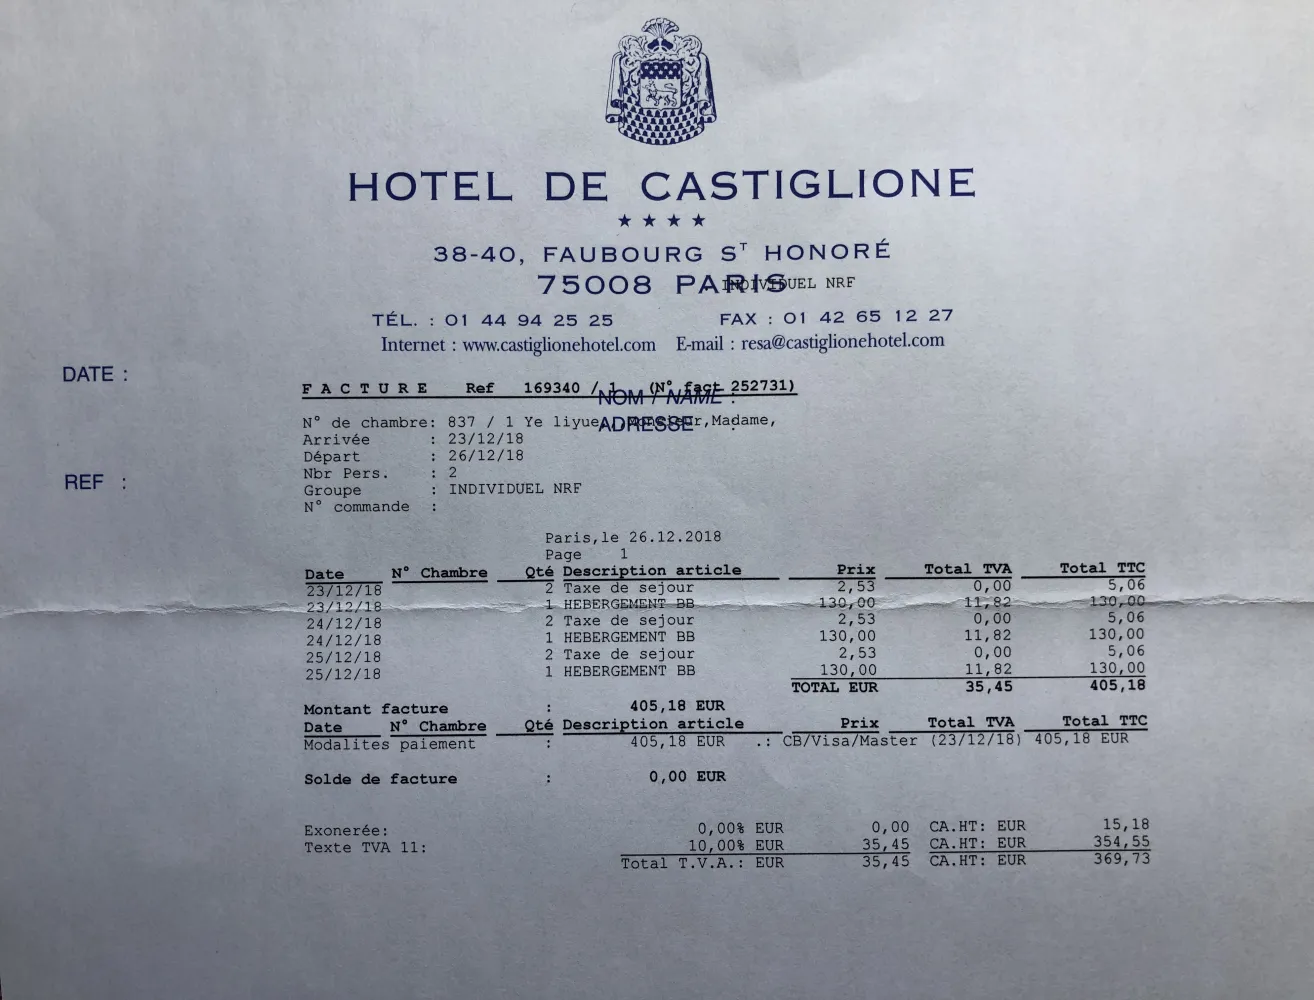 HOTEL DE CASTIGLIONE
★ ★ ★ ★
38-40, FAUBOURG ST HONORÉ
75008 PARIS INDIVIDUEL NRF
TÉL. : 01 44 94 25 25 FAX : 01 42 65 12 27
Internet : www.castiglionehotel.com E-mail : resa@castiglionehotel.com
DATE :
F A C T U R E Ref 169340 / 1 (N° fact 252731)
NOM / NAME :
N° de chambre: 837 / 1 Ye liyue, Monsieur,Madame,
ADRESSE :
Arrivée : 23/12/18
Départ : 26/12/18
Nbr Pers. : 2
REF :
Groupe : INDIVIDUEL NRF
N° commande :
Paris,le 26.12.2018
Page 1
Date N° Chambre Qté Description article Prix Total TVA Total TTC
23/12/18 2 Taxe de sejour 2,53 0,00 5,06
23/12/18 1 HEBERGEMENT BB 130,00 11,82 130,00
24/12/18 2 Taxe de sejour 2,53 0,00 5,06
24/12/18 1 HEBERGEMENT BB 130,00 11,82 130,00
25/12/18 2 Taxe de sejour 2,53 0,00 5,06
25/12/18 1 HEBERGEMENT BB 130,00 11,82 130,00
TOTAL EUR 35,45 405,18
Montant facture : 405,18 EUR
Date N° Chambre Qté Description article Prix Total TVA Total TTC
Modalites paiement : 405,18 EUR .: CB/Visa/Master (23/12/18) 405,18 EUR
Solde de facture : 0,00 EUR
Exonerée: 0,00% EUR 0,00 CA.HT: EUR 15,18
Texte TVA 11: 10,00% EUR 35,45 CA.HT: EUR 354,55
Total T.V.A.: EUR 35,45 CA.HT: EUR 369,73